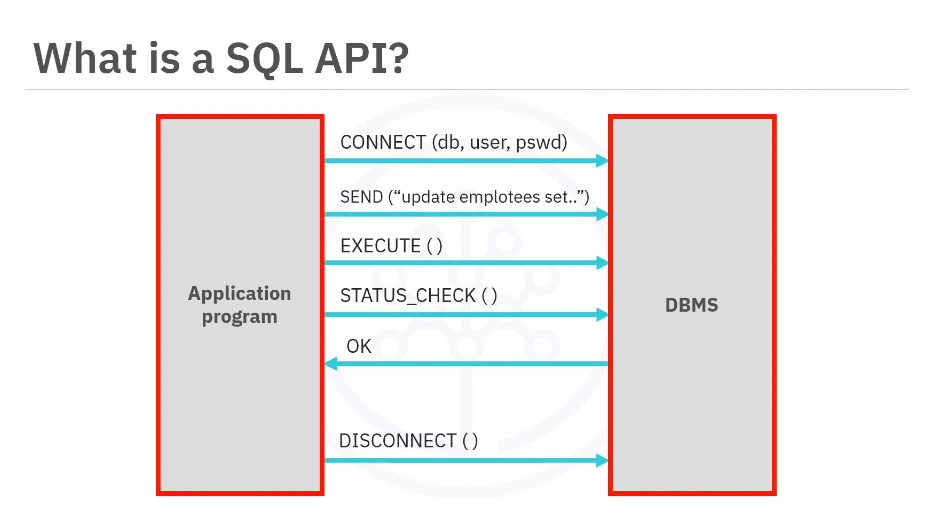 What is a SQL API?
CONNECT (db, user, pswd)
SEND (“update emplotees set..”)
EXECUTE ( )
STATUS_CHECK ( )
OK
DISCONNECT ( )
Application
program
DBMS